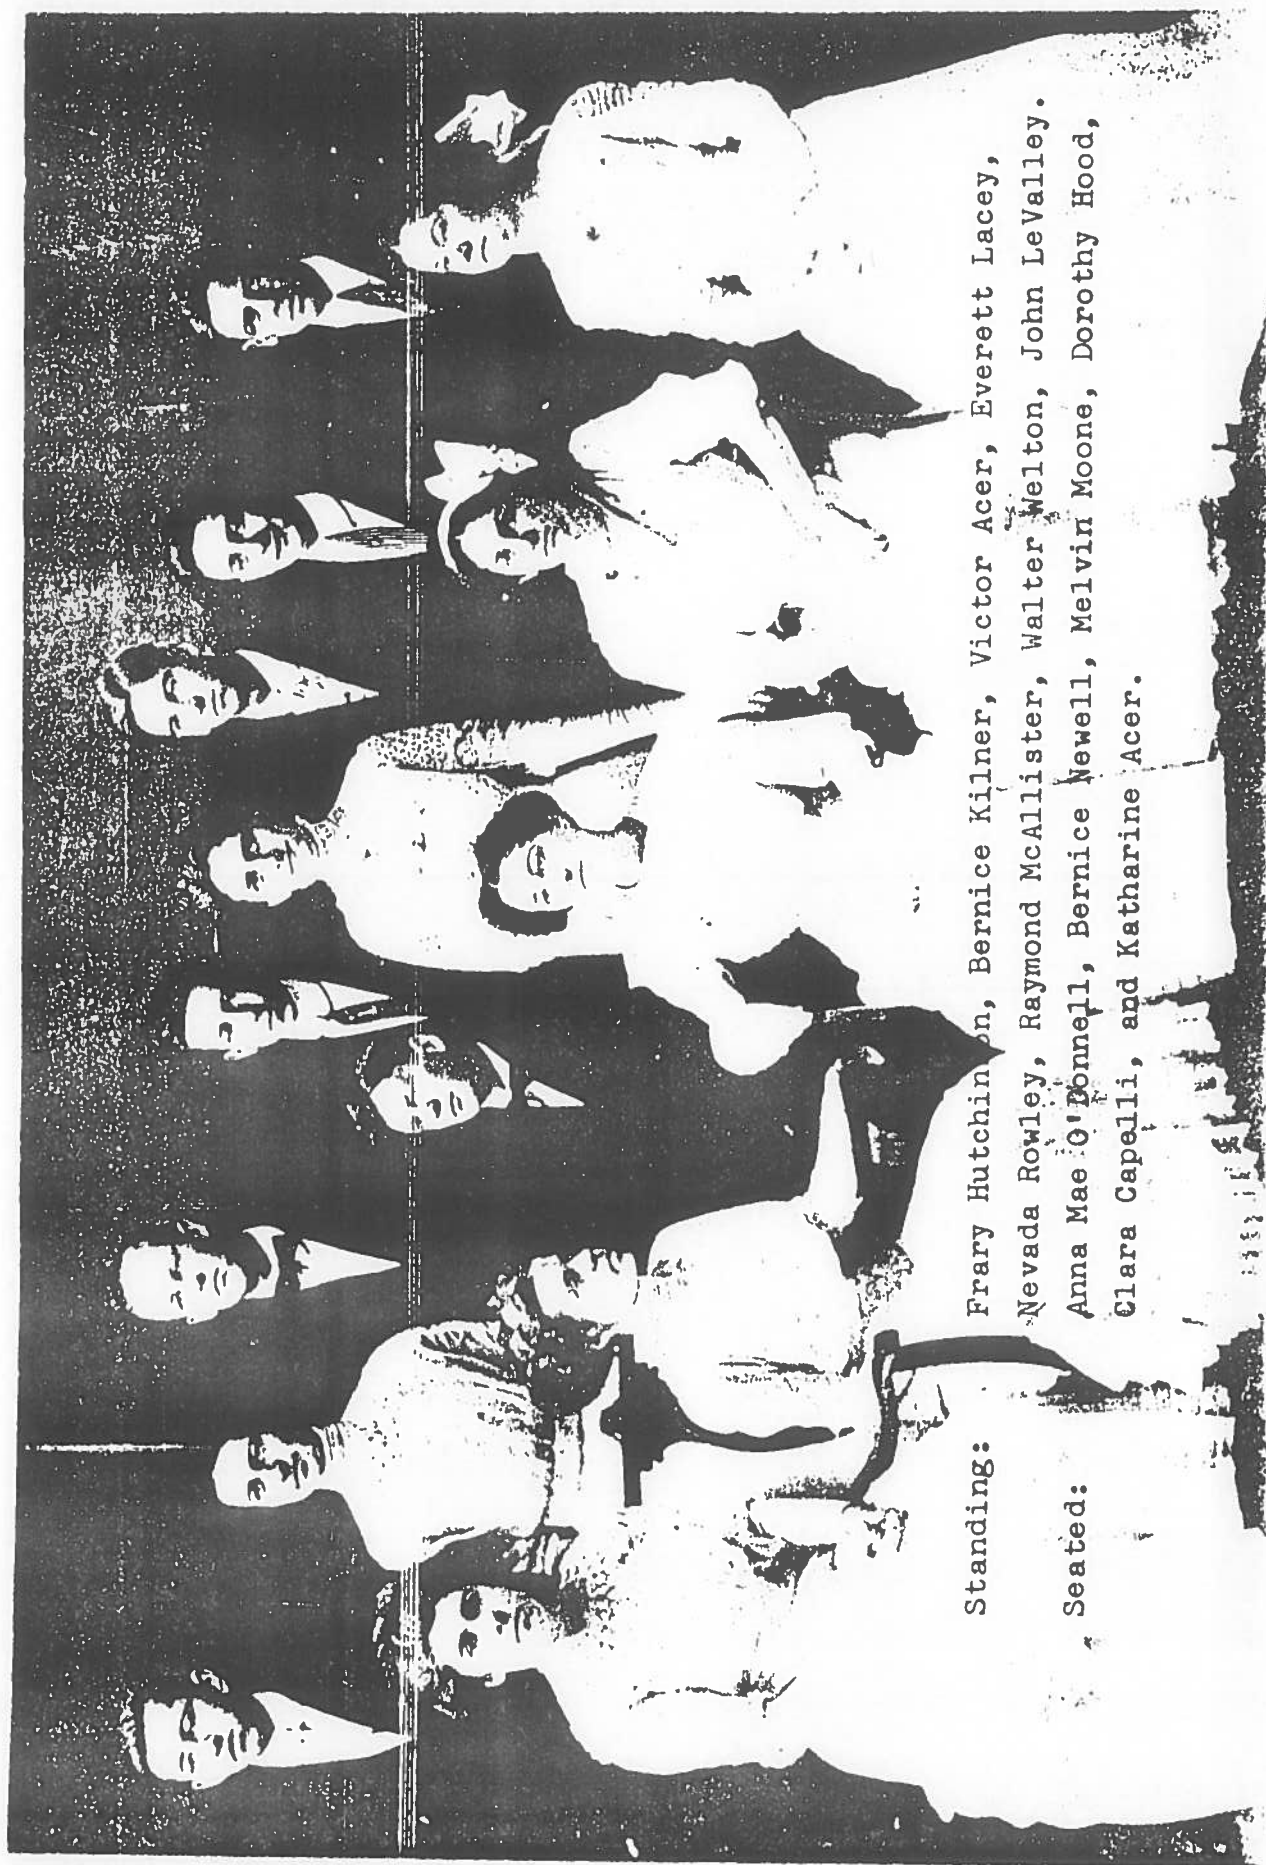 Standing: Frary Hutchinson, Bernice Kilner, Victor Acer, Everett Lacey,
Nevada Rowley, Raymond McAllister, Walter Welton, John LeValley.
Seated: Anna Mae O'Donnell, Bernice Newell, Melvin Moone, Dorothy Hood,
Clara Capelli, and Katharine Acer.